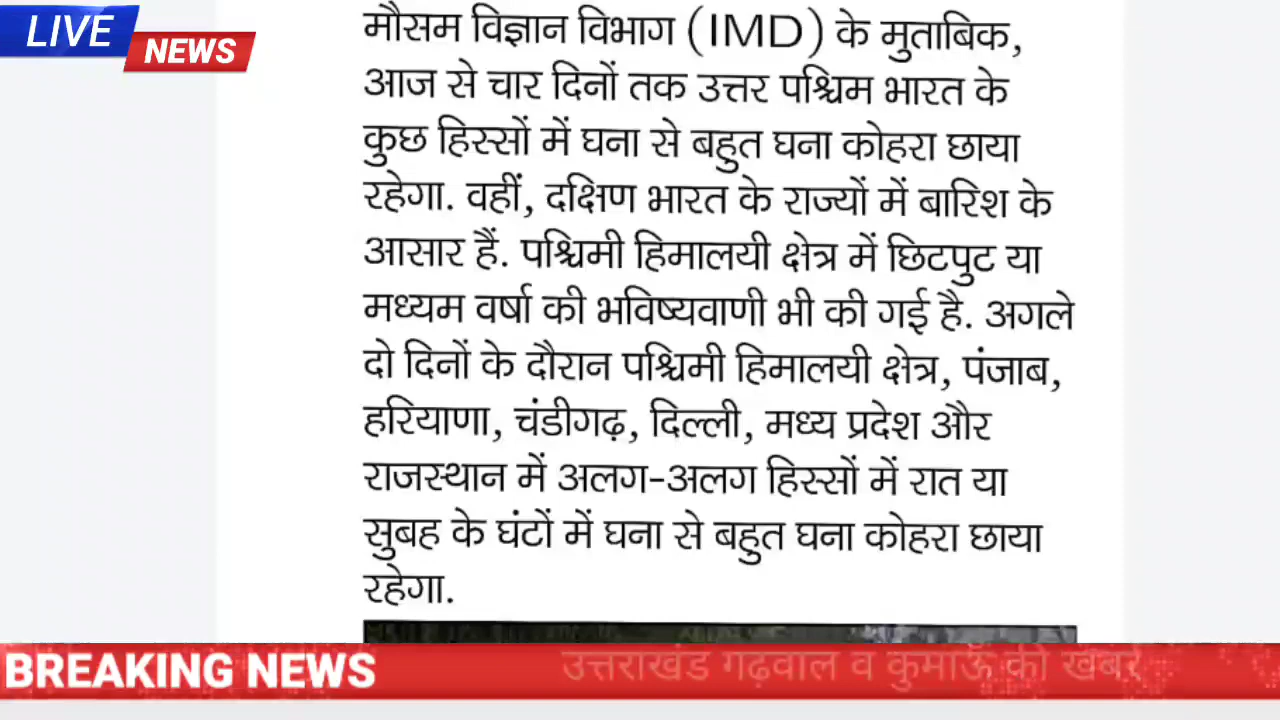 LIVE
NEWS
मौसम विज्ञान विभाग (IMD) के मुताबिक,
आज से चार दिनों तक उत्तर पश्चिम भारत के
कुछ हिस्सों में घना से बहुत घना कोहरा छाया
रहेगा. वहीं, दक्षिण भारत के राज्यों में बारिश के
आसार हैं. पश्चिमी हिमालयी क्षेत्र में छिटपुट या
मध्यम वर्षा की भविष्यवाणी भी की गई है. अगले
दो दिनों के दौरान पश्चिमी हिमालयी क्षेत्र, पंजाब,
हरियाणा, चंडीगढ़, दिल्ली, मध्य प्रदेश और
राजस्थान में अलग-अलग हिस्सों में रात या
सुबह के घंटों में घना से बहुत घना कोहरा छाया
रहेगा.
BREAKING NEWS
उत्तराखंड गढ़वाल व कुमाऊँ की खबरें